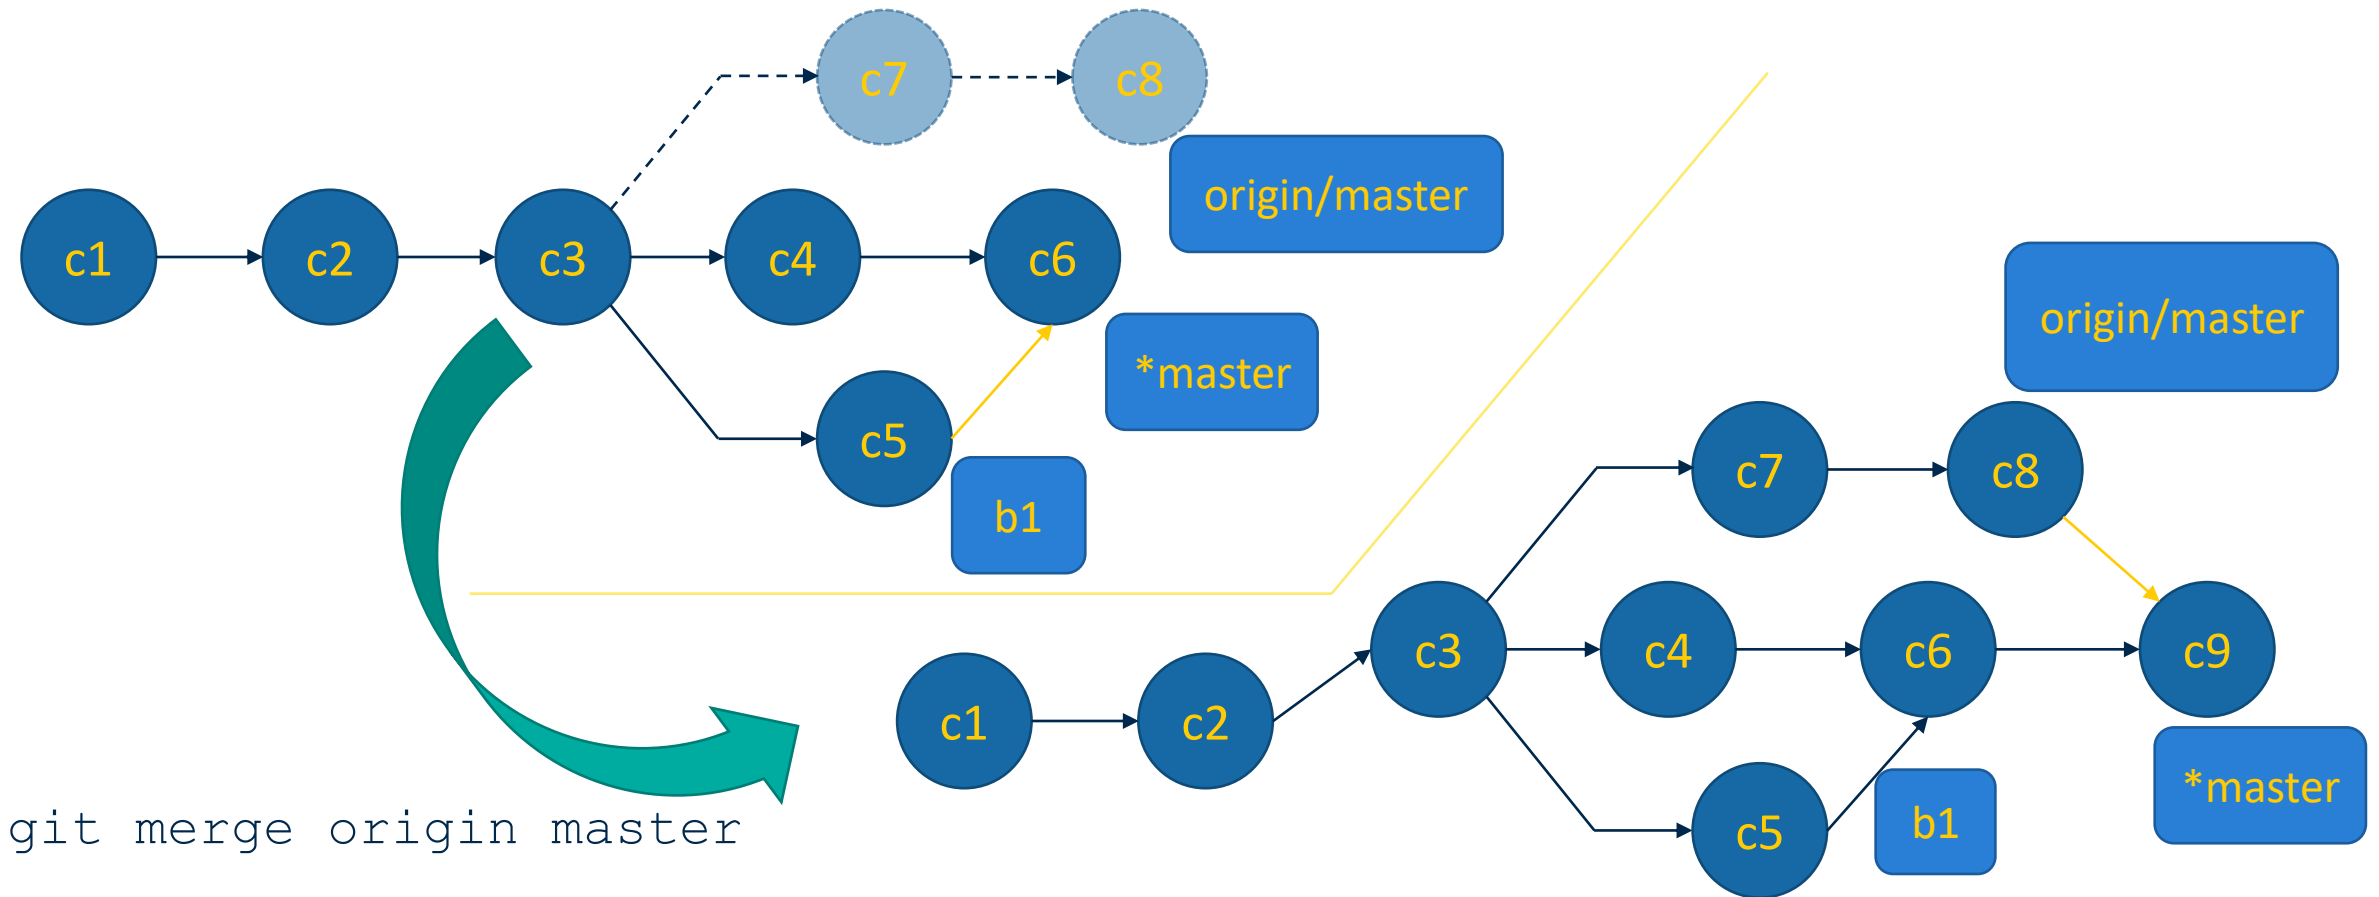 c7
c8
origin/master
c1
c2
c3
c4
c6
*master
c5
b1
origin/master
c7
c8
c3
c4
c6
c9
c1
c2
*master
c5
b1
git merge origin master